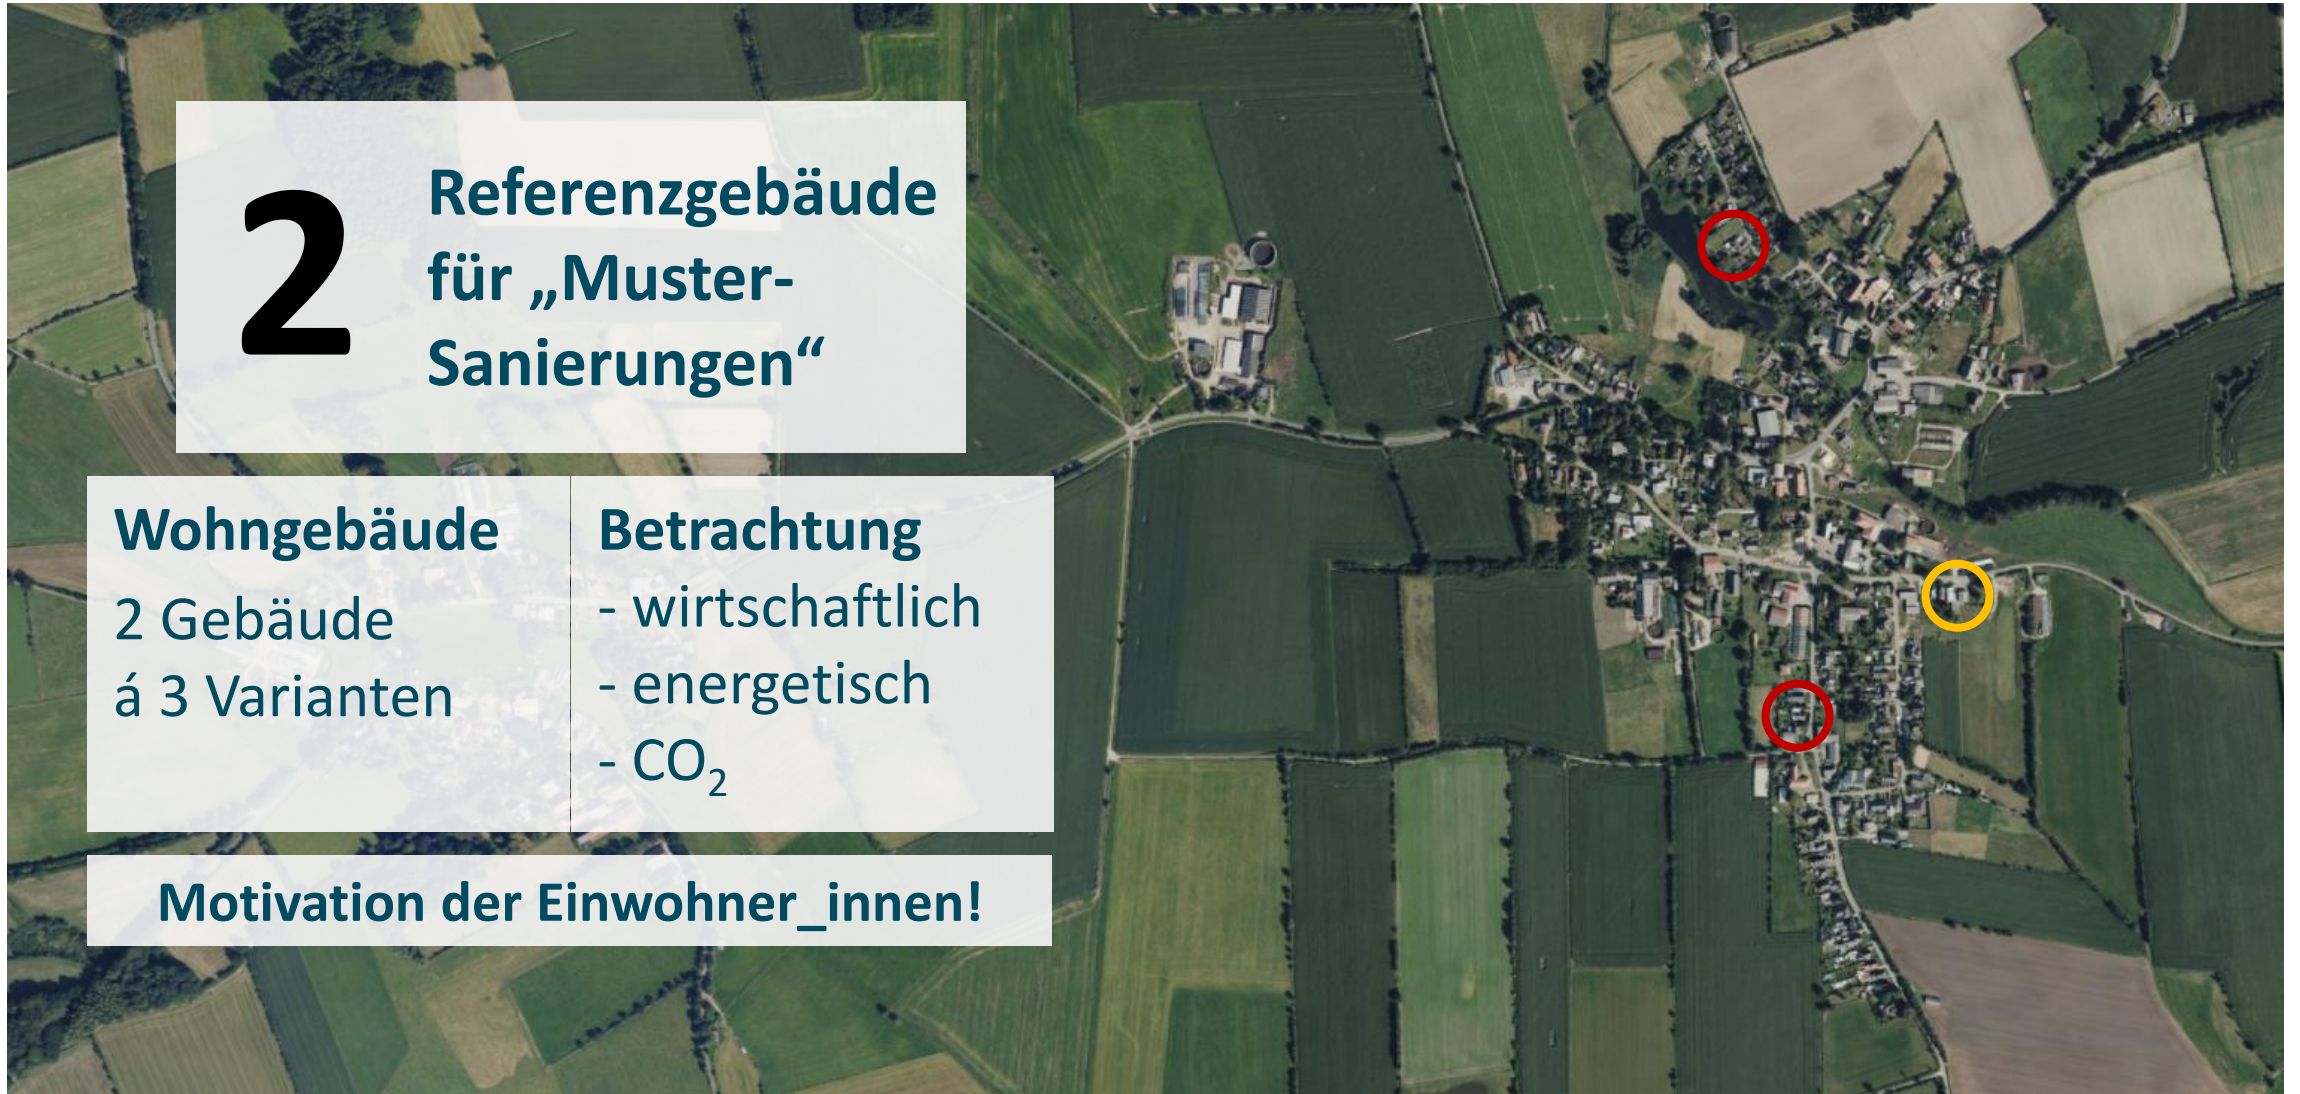 2
Referenzgebäude
für „Muster-
Sanierungen“
Wohngebäude
2 Gebäude
á 3 Varianten
Betrachtung
- wirtschaftlich
- energetisch
- CO₂
Motivation der Einwohner_innen!